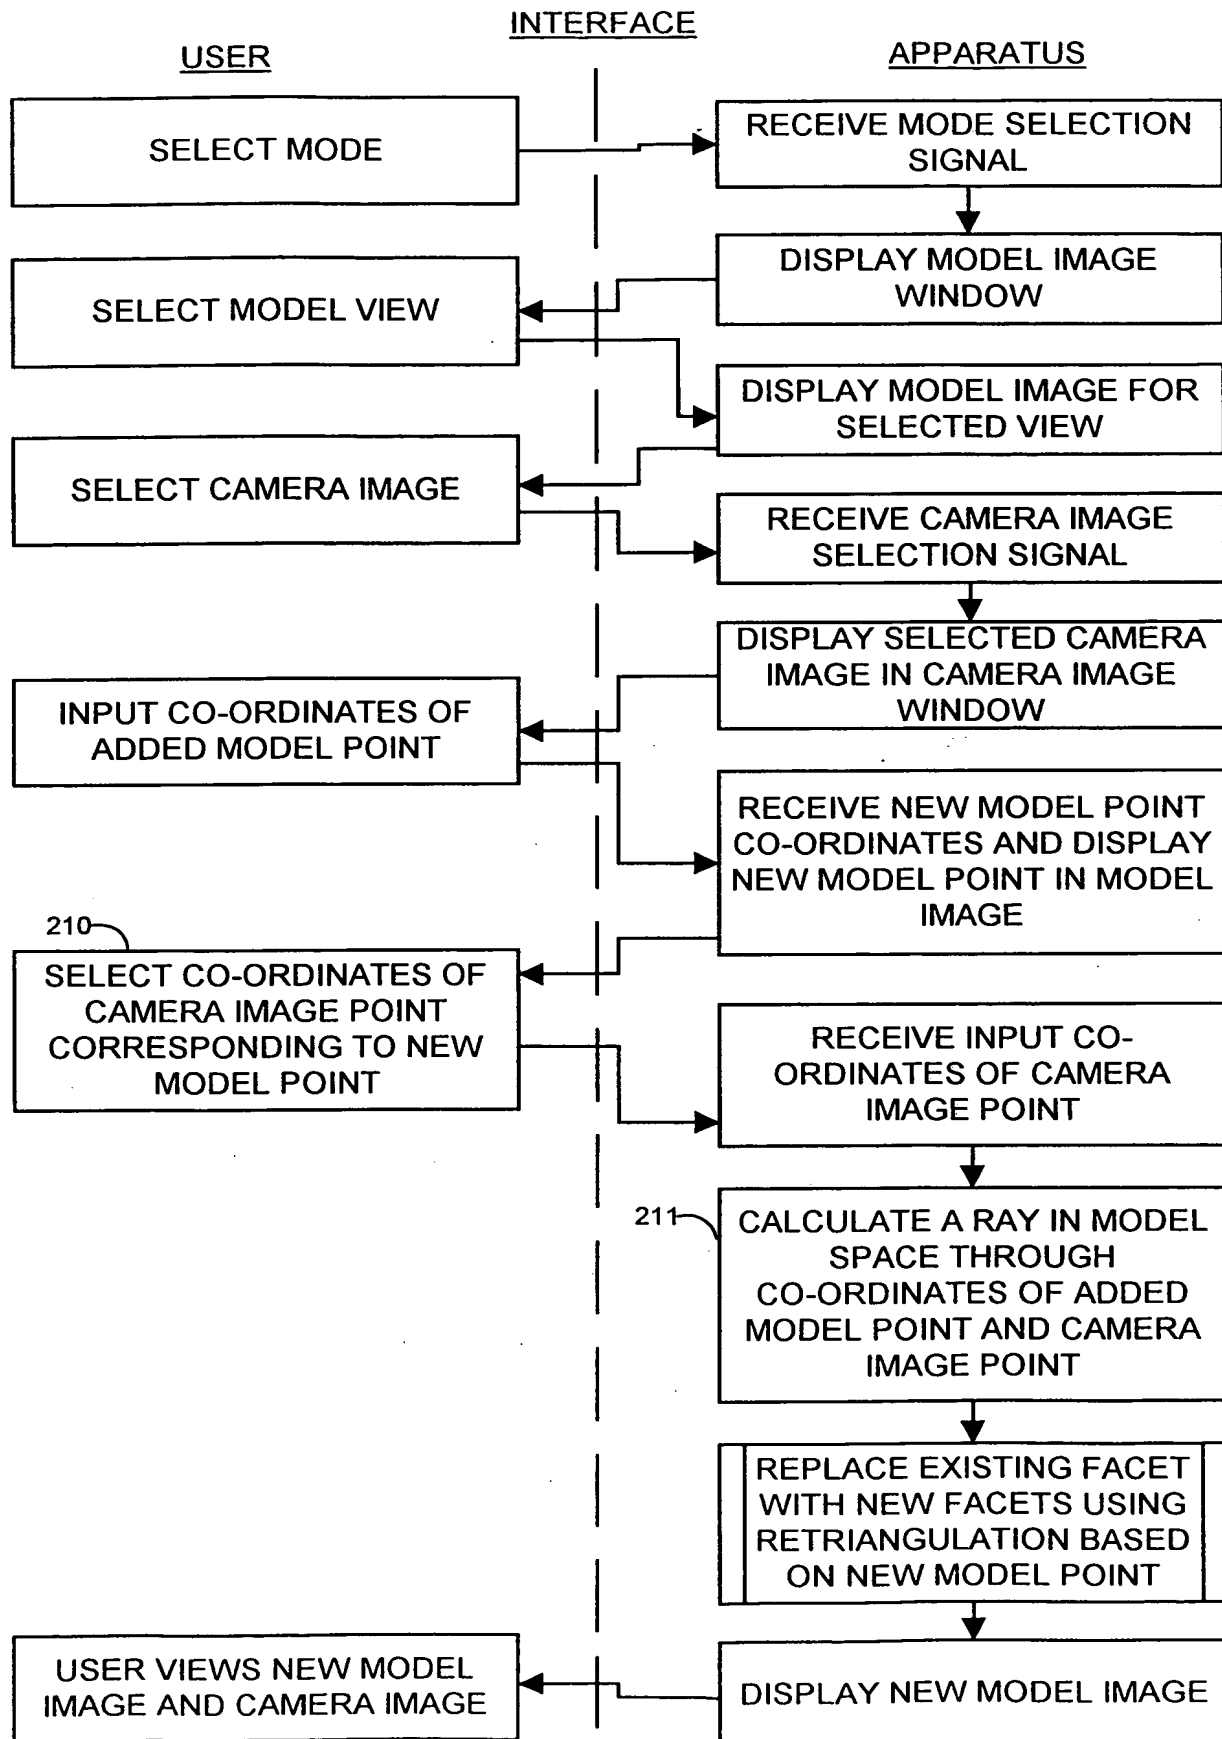 INTERFACE
USER
APPARATUS
SELECT MODE
RECEIVE MODE SELECTION
SIGNAL
DISPLAY MODEL IMAGE
WINDOW
SELECT MODEL VIEW
DISPLAY MODEL IMAGE FOR
SELECTED VIEW
SELECT CAMERA IMAGE
RECEIVE CAMERA IMAGE
SELECTION SIGNAL
DISPLAY SELECTED CAMERA
IMAGE IN CAMERA IMAGE
WINDOW
INPUT CO-ORDINATES OF
ADDED MODEL POINT
RECEIVE NEW MODEL POINT
CO-ORDINATES AND DISPLAY
NEW MODEL POINT IN MODEL
IMAGE
210
SELECT CO-ORDINATES OF
CAMERA IMAGE POINT
CORRESPONDING TO NEW
MODEL POINT
RECEIVE INPUT CO-
ORDINATES OF CAMERA
IMAGE POINT
211
CALCULATE A RAY IN MODEL
SPACE THROUGH
CO-ORDINATES OF ADDED
MODEL POINT AND CAMERA
IMAGE POINT
REPLACE EXISTING FACET
WITH NEW FACETS USING
RETRIANGULATION BASED
ON NEW MODEL POINT
USER VIEWS NEW MODEL
IMAGE AND CAMERA IMAGE
DISPLAY NEW MODEL IMAGE